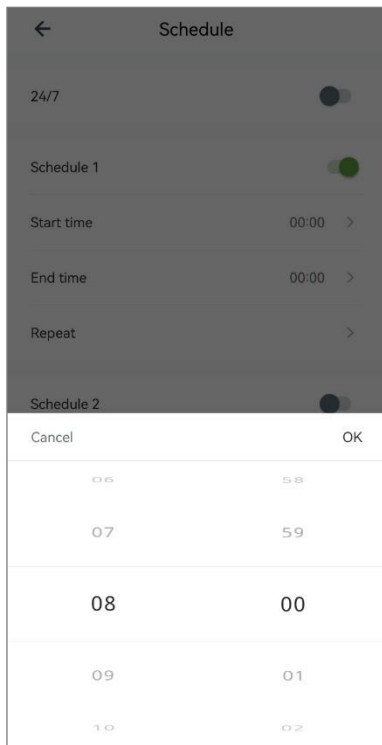 Schedule
24/7
Schedule 1
Start time 00:00 >
End time 00:00 >
Repeat >
Schedule 2
Cancel OK
06 58
07 59
08 00
09 01
10 02